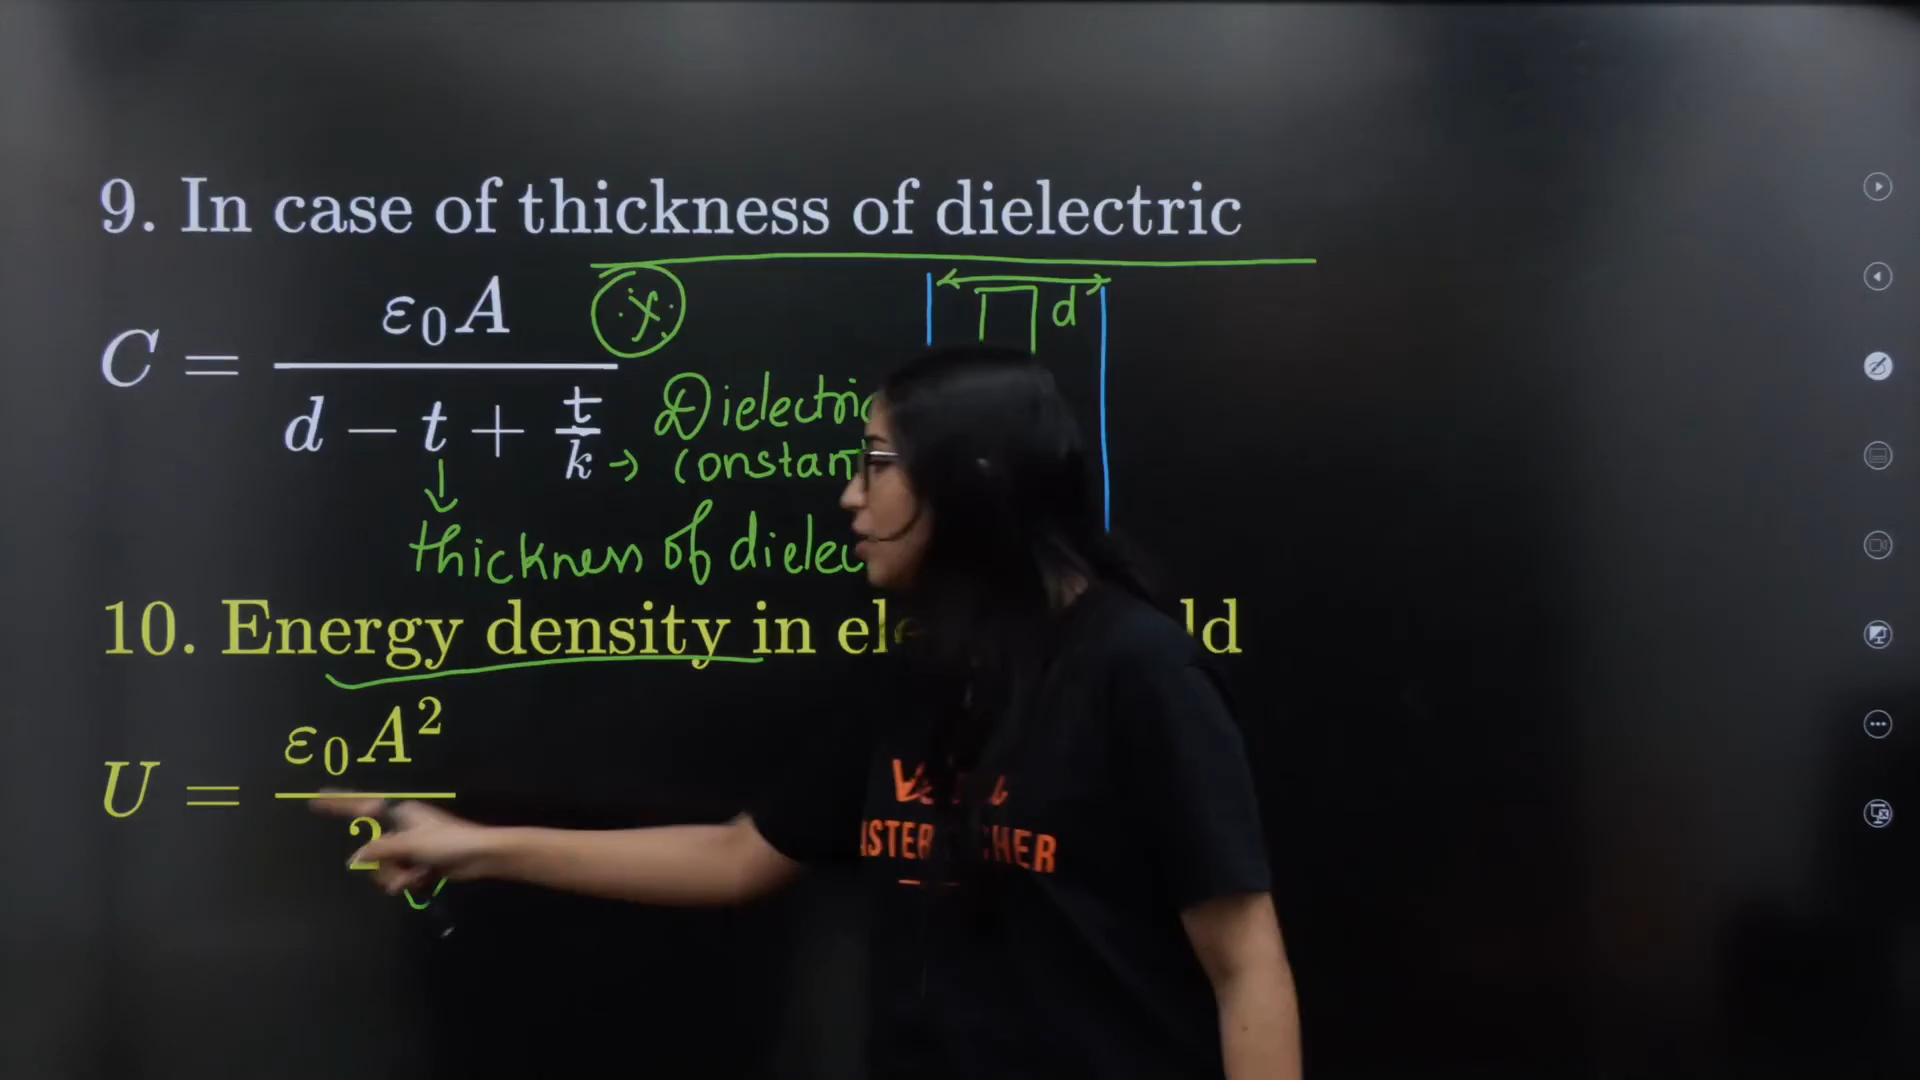 9. In case of thickness of dielectric
C = ε₀A / (d − t + t/k)
d
→ Dielectric
constan
↓
thickness of dielec
10. Energy density in ld
U = ε₀A² / 2